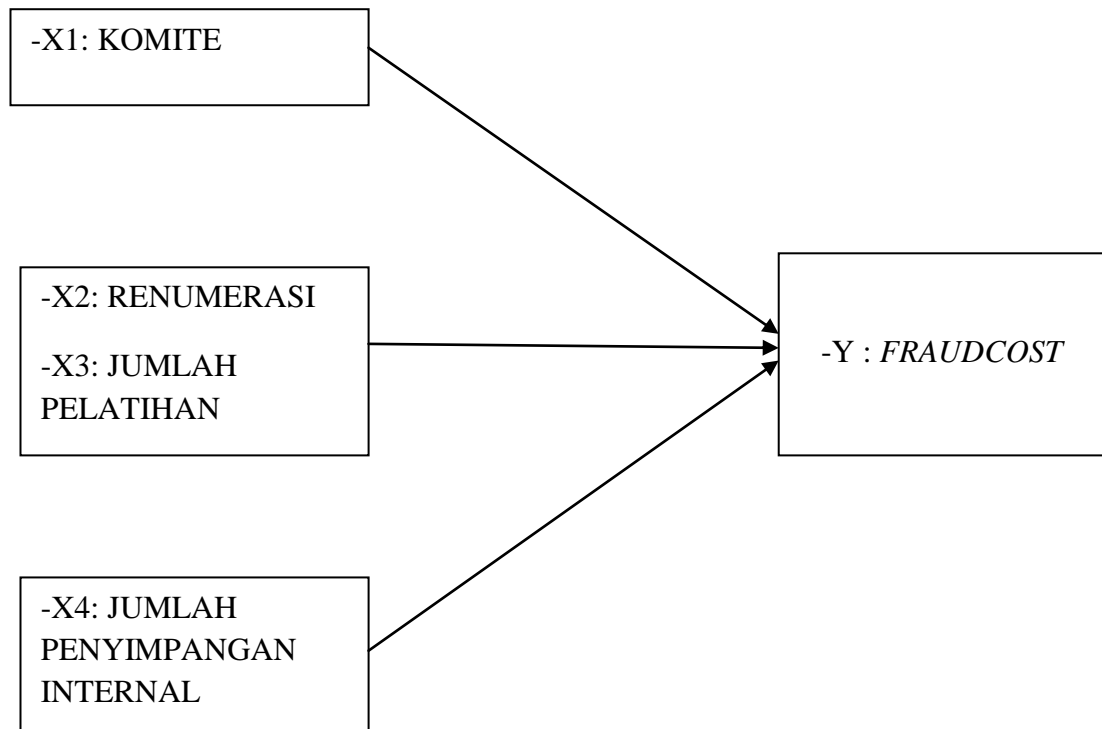 -X1: KOMITE
-X2: RENUMERASI
-X3: JUMLAH
PELATIHAN
-Y : FRAUDCOST
-X4: JUMLAH
PENYIMPANGAN
INTERNAL